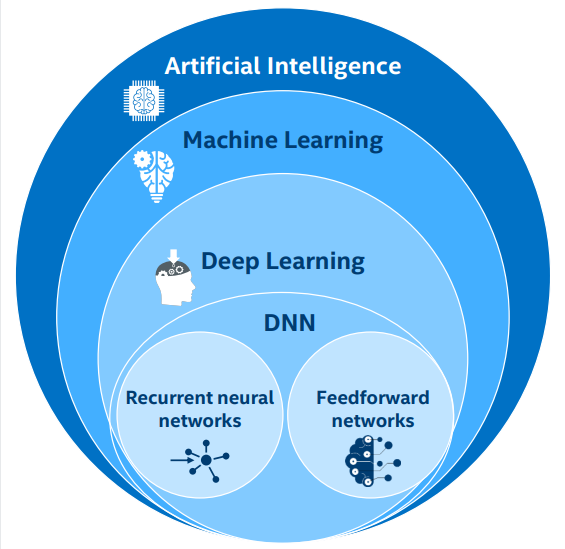 Artificial Intelligence
Machine Learning
Deep Learning
DNN
Recurrent neural
networks
Feedforward
networks